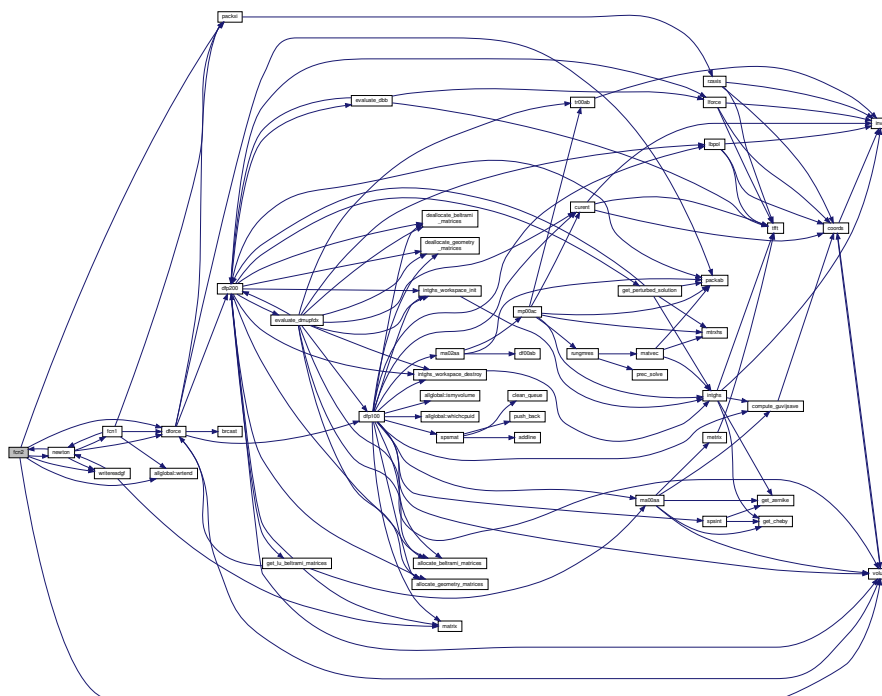 packxi
tr00ab
rzaxis
lforce
evaluate_dbb
lbpol
curent
tfft
coords
deallocate_beltrami
_matrices
deallocate_geometry
_matrices
dfp200
intghs_workspace_init
get_perturbed_solution
packab
evaluate_dmupfdx
mp00ac
mtrxhs
ma02aa
df00ab
rungmres
matvec
prec_solve
intghs_workspace_destroy
allglobal::ismyvolume
clean_queue
intghs
compute_guvijsave
dfp100
allglobal::whichcpuid
push_back
fcn2
newton
fcn1
dforce
brcast
spsmat
addline
metrix
writereadgf
allglobal::wrtend
ma00aa
get_zernike
spsint
get_cheby
get_lu_beltrami_matrices
allocate_beltrami_matrices
allocate_geometry_matrices
volu
matrix